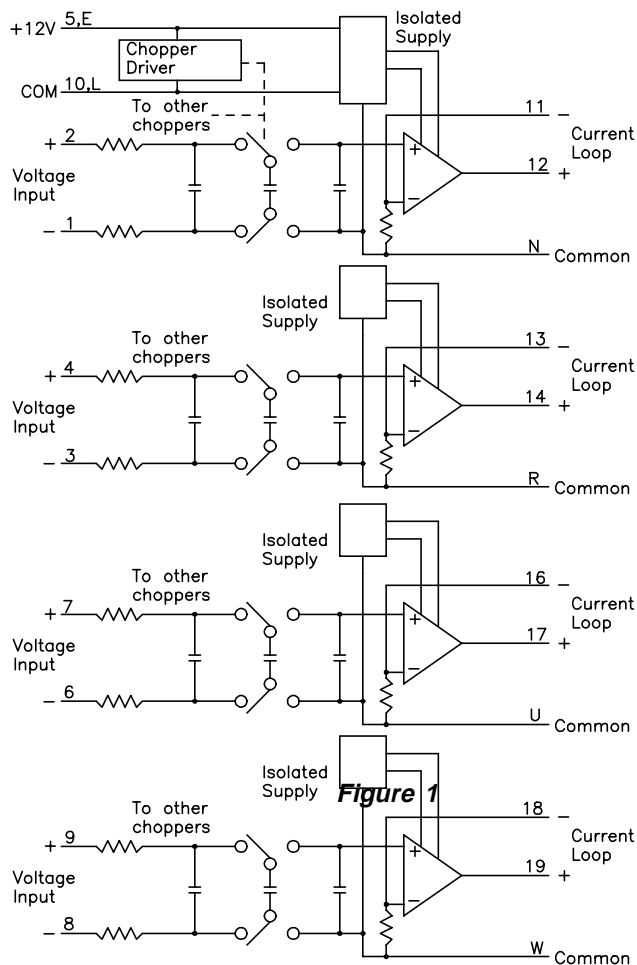 +12V 5,E
Isolated
Supply
Chopper
Driver
COM 10,L
To other
choppers
11 −
Current
Loop
+ 2
+
12 +
Voltage
Input
−
− 1
N Common
Isolated
Supply
To other
choppers
13 −
Current
Loop
+ 4
+
14 +
Voltage
Input
−
− 3
R Common
Isolated
Supply
To other
choppers
16 −
Current
Loop
+ 7
+
17 +
Voltage
Input
−
− 6
U Common
Isolated
Supply
Figure 1
To other
choppers
18 −
Current
Loop
+ 9
+
19 +
Voltage
Input
−
− 8
W Common